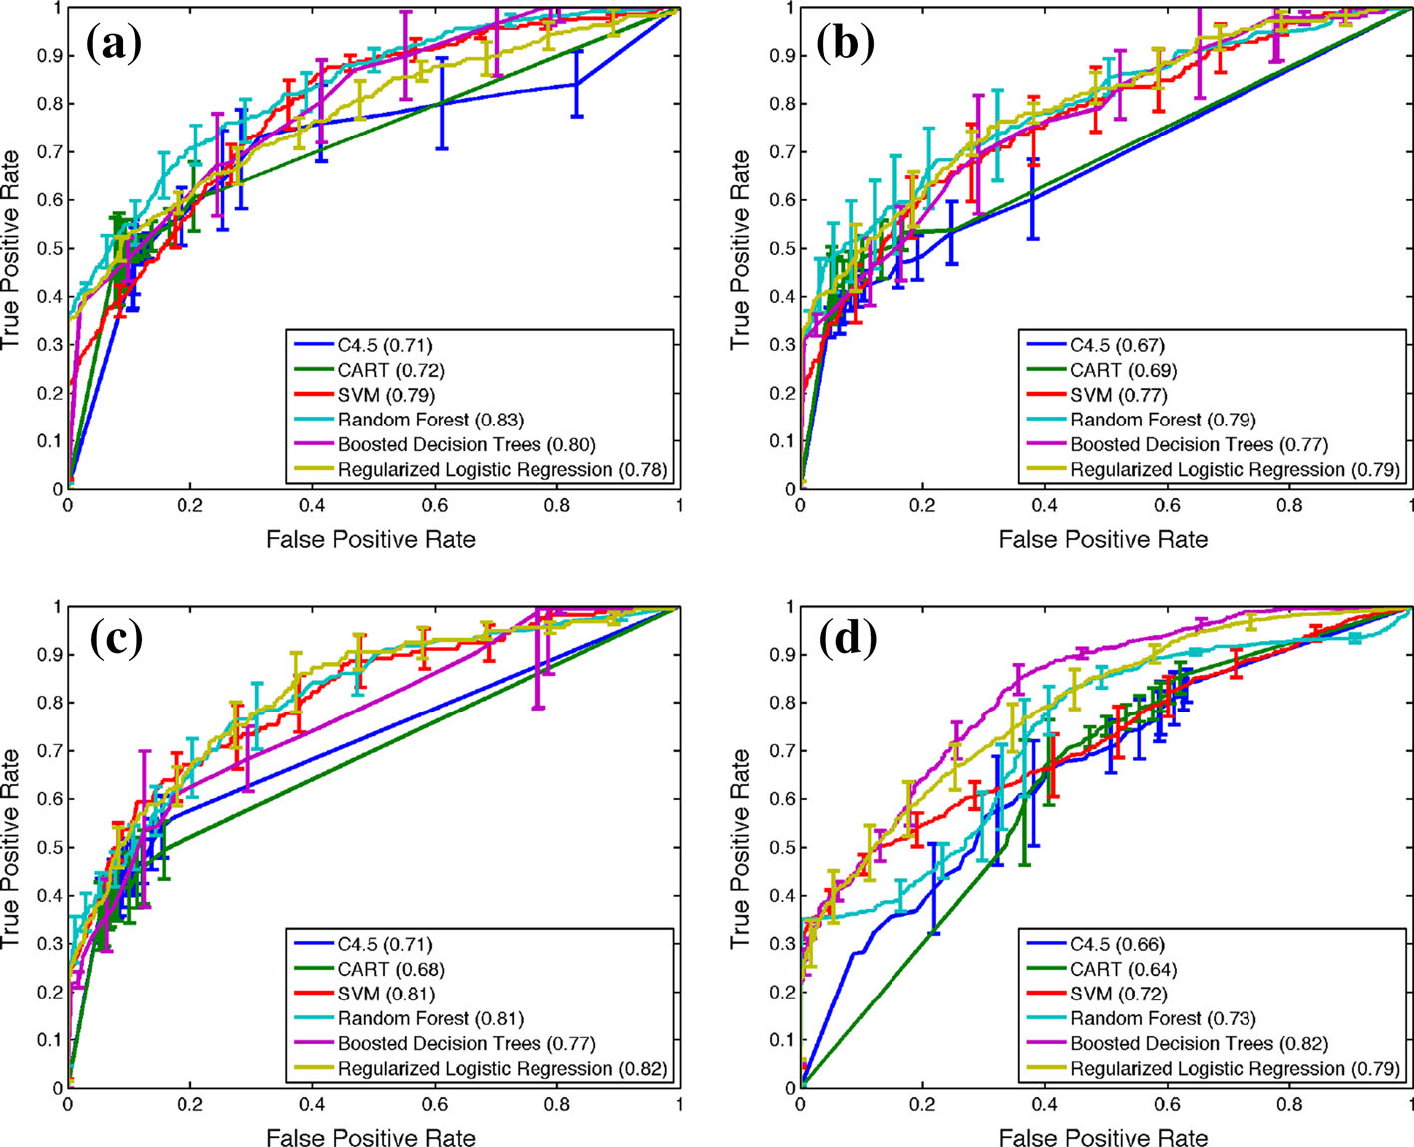 (a)
True Positive Rate
1
0.9
0.8
0.7
0.6
0.5
0.4
0.3
0.2
0.1
0
C4.5 (0.71)
CART (0.72)
SVM (0.79)
Random Forest (0.83)
Boosted Decision Trees (0.80)
Regularized Logistic Regression (0.78)
0 0.2 0.4 0.6 0.8 1
False Positive Rate
(b)
True Positive Rate
1
0.9
0.8
0.7
0.6
0.5
0.4
0.3
0.2
0.1
0
C4.5 (0.67)
CART (0.69)
SVM (0.77)
Random Forest (0.79)
Boosted Decision Trees (0.77)
Regularized Logistic Regression (0.79)
0 0.2 0.4 0.6 0.8 1
False Positive Rate
(c)
True Positive Rate
1
0.9
0.8
0.7
0.6
0.5
0.4
0.3
0.2
0.1
0
C4.5 (0.71)
CART (0.68)
SVM (0.81)
Random Forest (0.81)
Boosted Decision Trees (0.77)
Regularized Logistic Regression (0.82)
0 0.2 0.4 0.6 0.8 1
False Positive Rate
(d)
True Positive Rate
1
0.9
0.8
0.7
0.6
0.5
0.4
0.3
0.2
0.1
0
C4.5 (0.66)
CART (0.64)
SVM (0.72)
Random Forest (0.73)
Boosted Decision Trees (0.82)
Regularized Logistic Regression (0.79)
0 0.2 0.4 0.6 0.8 1
False Positive Rate